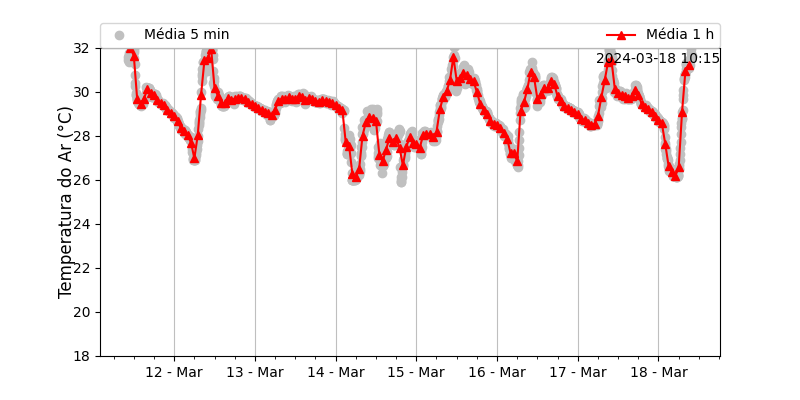 Média 5 min
Média 1 h
2024-03-18 10:15
Temperatura do Ar (°C)
32
30
28
26
24
22
20
18
12 - Mar
13 - Mar
14 - Mar
15 - Mar
16 - Mar
17 - Mar
18 - Mar